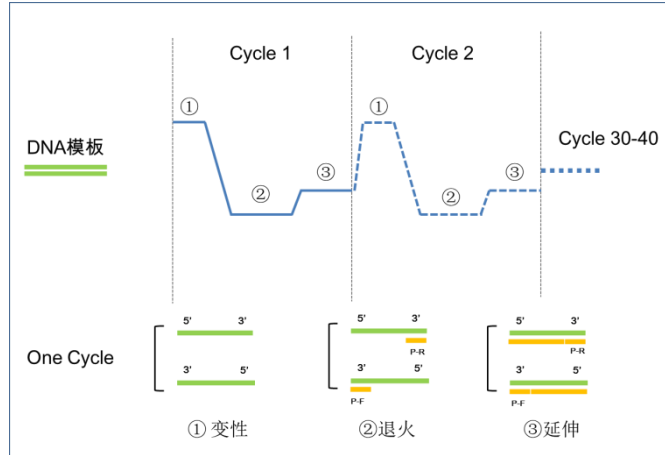 Cycle 1
Cycle 2
① ①
DNA模板
Cycle 30-40
③ ③
② ②
5' 3' 5' 3' 5' 3'
P-R P-R
One Cycle
3' 5' 3' 5' 3' 5'
P-F P-F
① 变性
②退火
③延伸